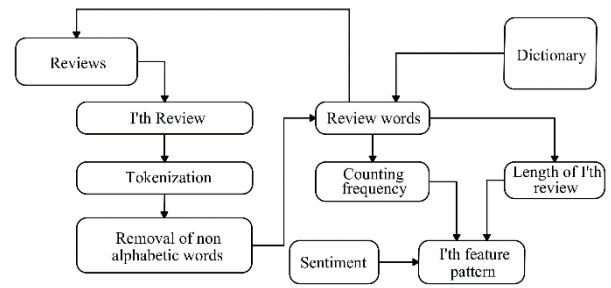 Reviews
Dictionary
I'th Review
Review words
Tokenization
Counting
frequency
Length of I'th
review
Removal of non
alphabetic words
Sentiment
I'th feature
pattern